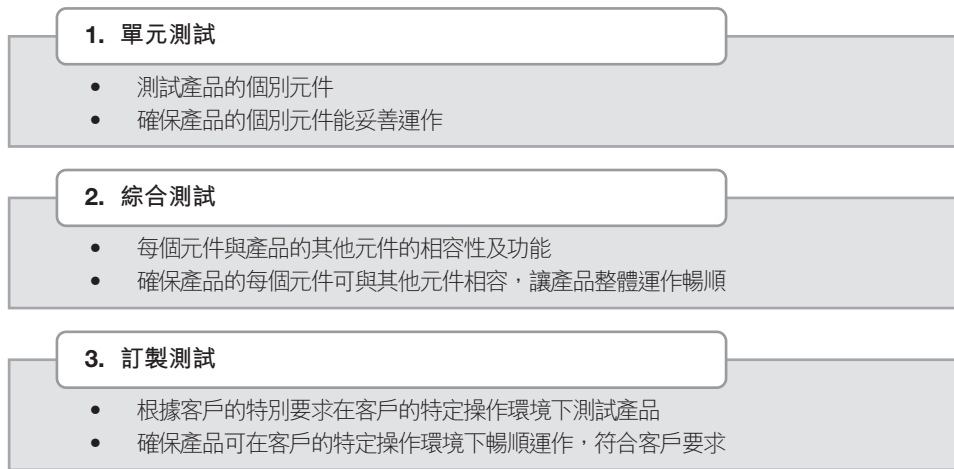 1. 單元測試
• 測試產品的個別元件
• 確保產品的個別元件能妥善運作
2. 綜合測試
• 每個元件與產品的其他元件的相容性及功能
• 確保產品的每個元件可與其他元件相容，讓產品整體運作暢順
3. 訂製測試
• 根據客戶的特別要求在客戶的特定操作環境下測試產品
• 確保產品可在客戶的特定操作環境下暢順運作，符合客戶要求